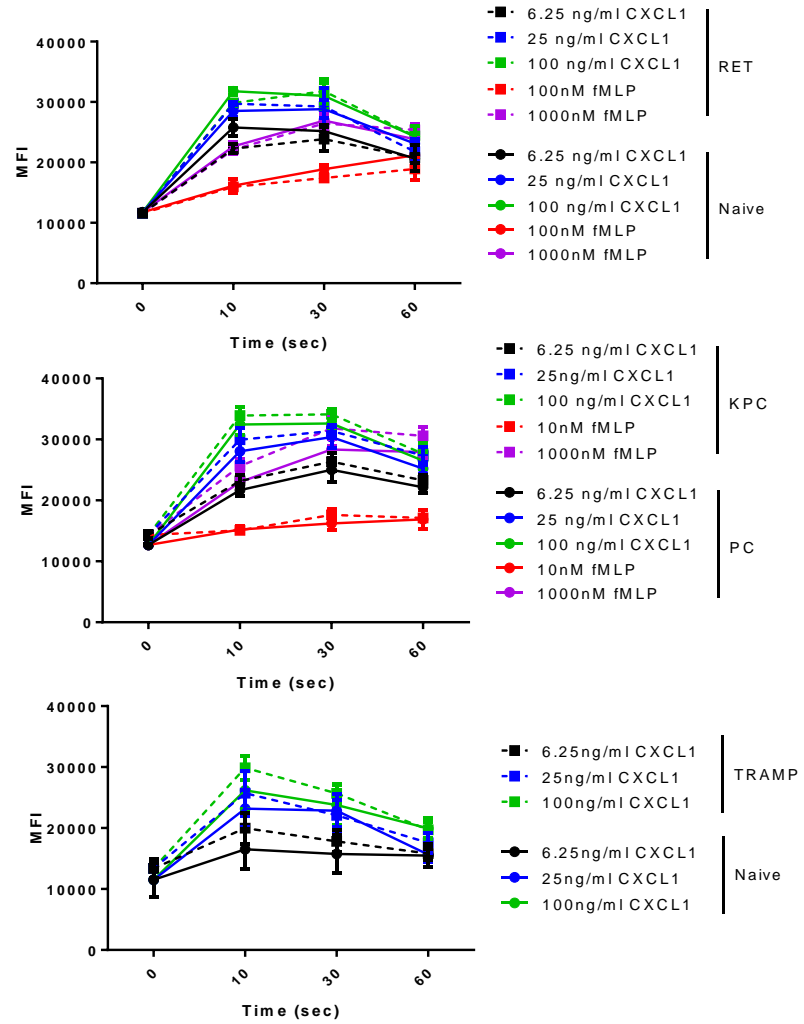 40000
30000
20000
10000
0
MFI
0
10
30
60
Time (sec)
6.25 ng/ml CXCL1
25 ng/ml CXCL1
100 ng/ml CXCL1
100nM fMLP
1000nM fMLP
RET
6.25 ng/ml CXCL1
25 ng/ml CXCL1
100 ng/ml CXCL1
100nM fMLP
1000nM fMLP
Naive
40000
30000
20000
10000
0
MFI
0
10
30
60
Time (sec)
6.25 ng/ml CXCL1
25ng/ml CXCL1
100 ng/ml CXCL1
10nM fMLP
1000nM fMLP
KPC
6.25 ng/ml CXCL1
25 ng/ml CXCL1
100 ng/ml CXCL1
10nM fMLP
1000nM fMLP
PC
40000
30000
20000
10000
0
MFI
0
10
30
60
Time (sec)
6.25ng/ml CXCL1
25ng/ml CXCL1
100ng/ml CXCL1
TRAMP
6.25ng/ml CXCL1
25ng/ml CXCL1
100ng/ml CXCL1
Naive